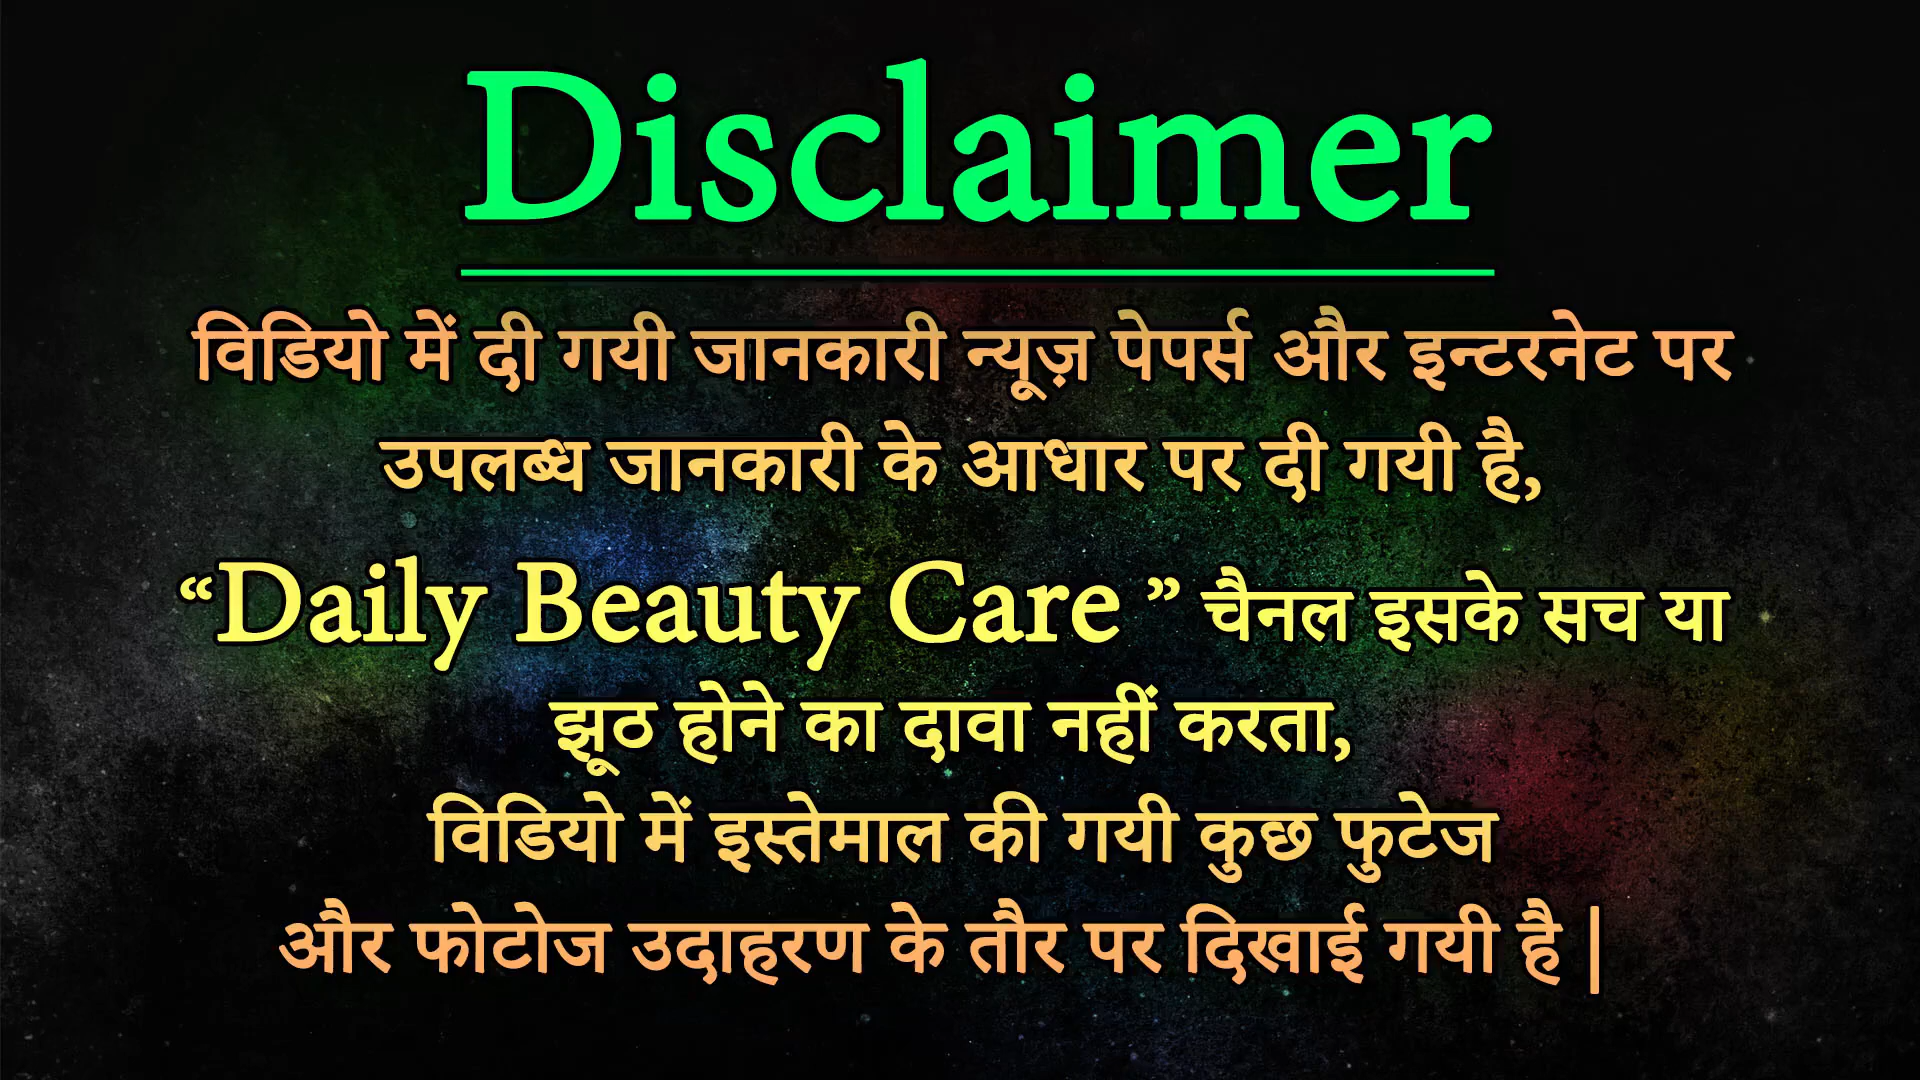 Disclaimer
विडियो में दी गयी जानकारी न्यूज़ पेपर्स और इन्टरनेट पर
उपलब्ध जानकारी के आधार पर दी गयी है,
“Daily Beauty Care ” चैनल इसके सच या
झूठ होने का दावा नहीं करता,
विडियो में इस्तेमाल की गयी कुछ फुटेज
और फोटोज उदाहरण के तौर पर दिखाई गयी है |